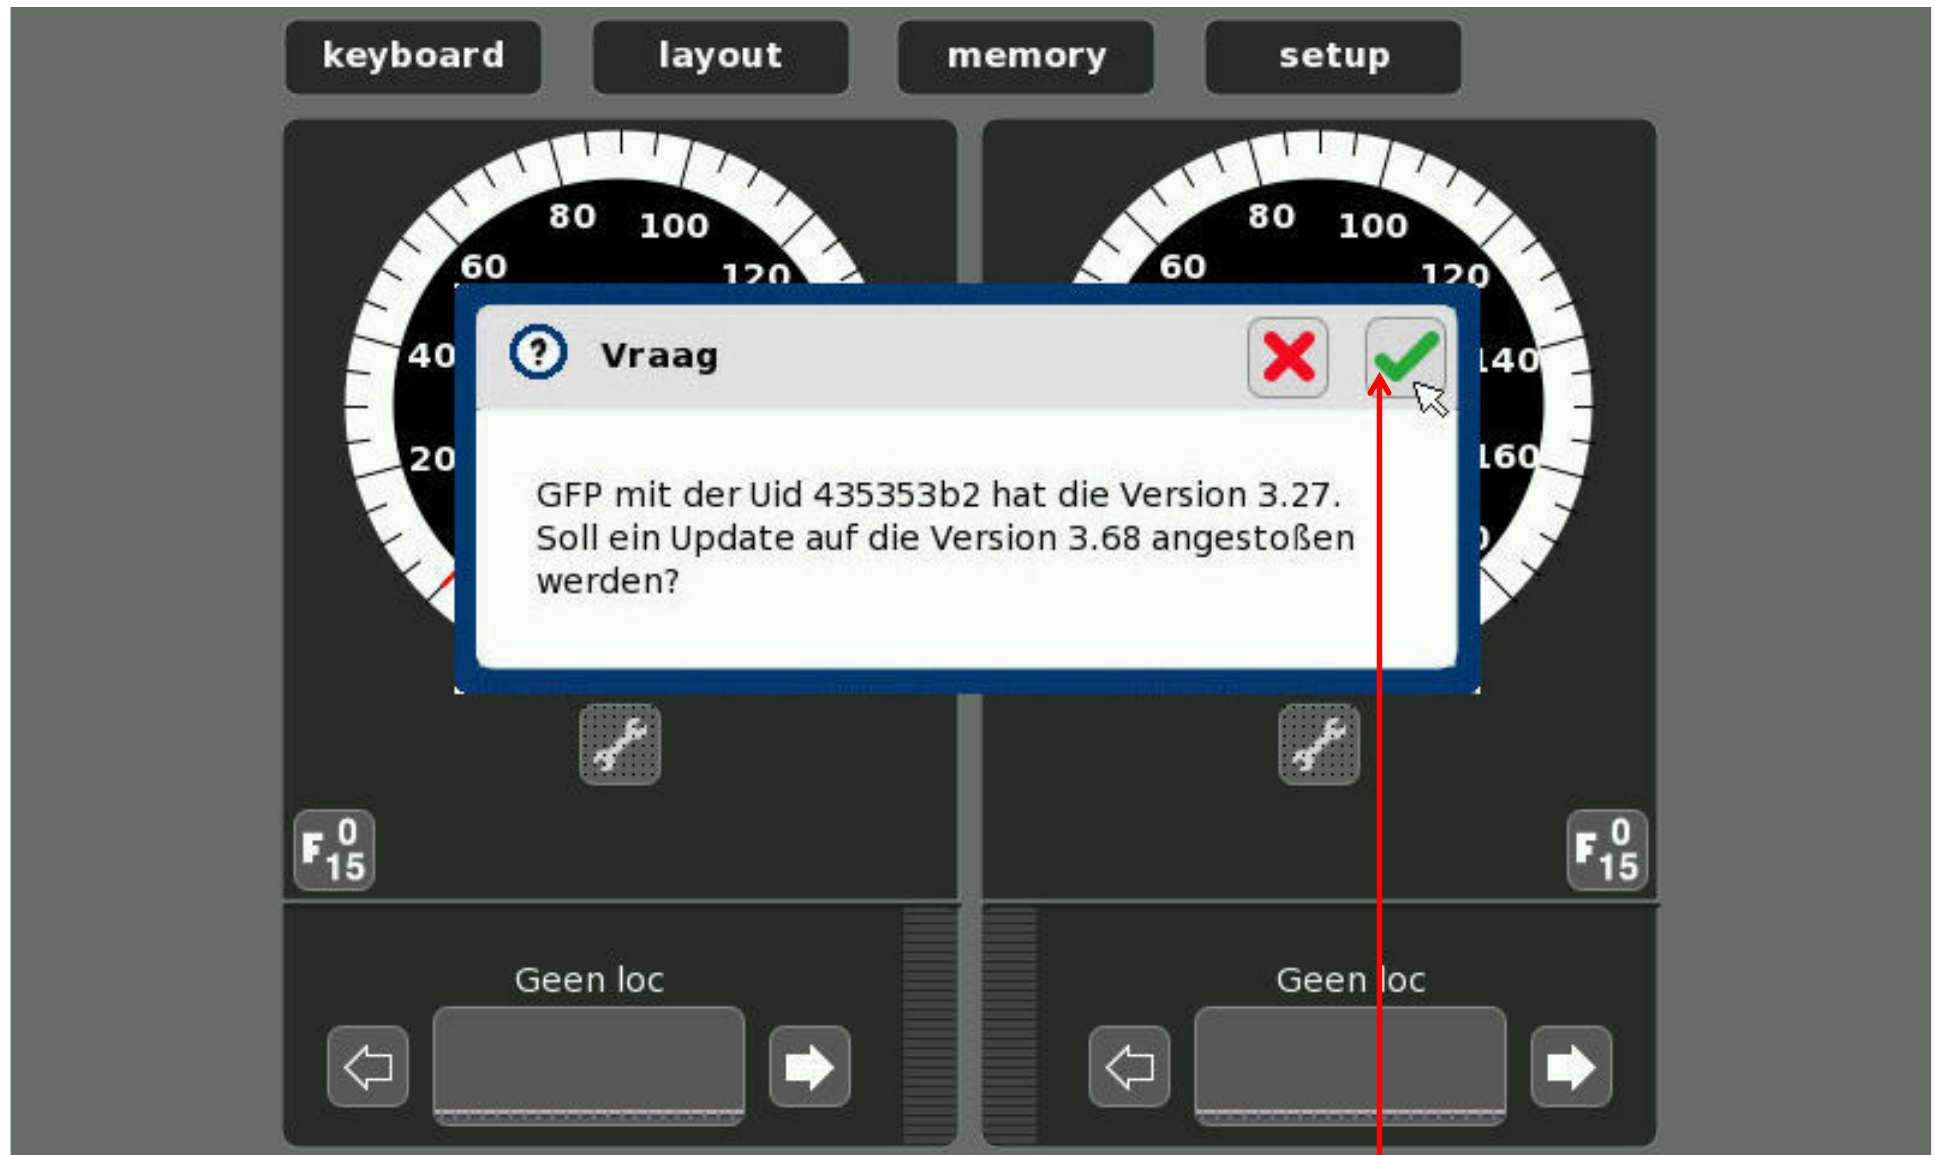 keyboard
layout
memory
setup
80 100
60 120
40
20
80 100
60 120
140
160
? Vraag
GFP mit der Uid 435353b2 hat die Version 3.27.
Soll ein Update auf die Version 3.68 angestoßen
werden?
F 0
15
F 0
15
Geen loc
Geen loc